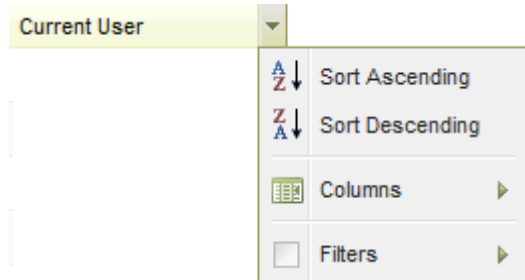 Current User
Sort Ascending
Sort Descending
Columns
Filters